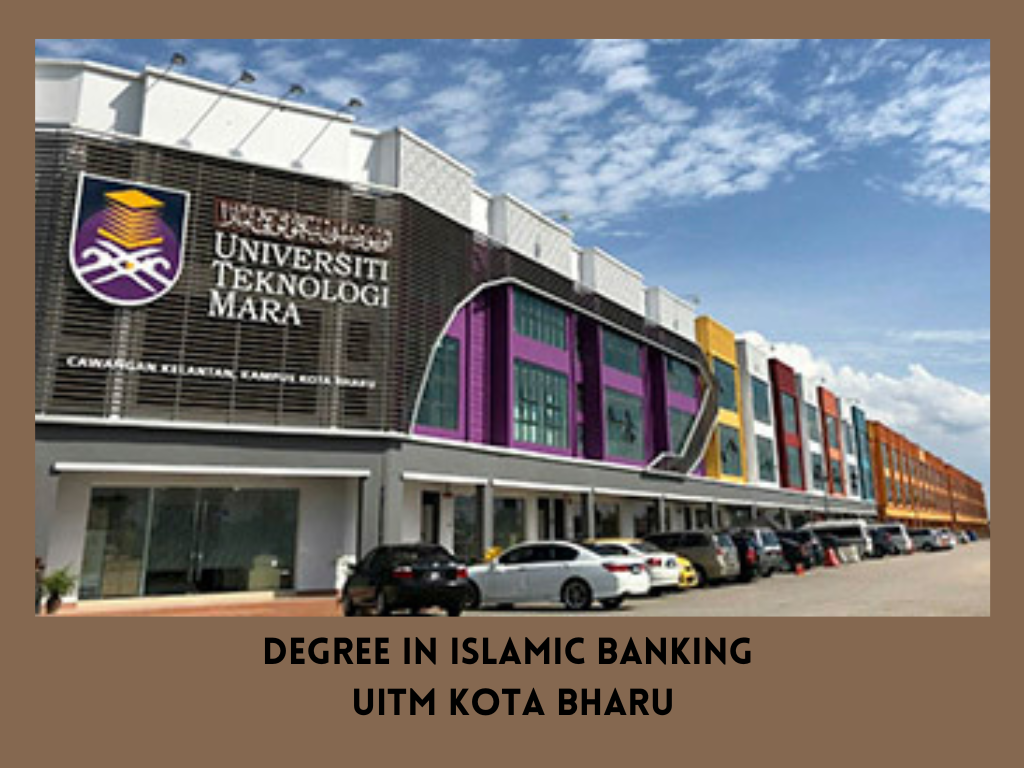 UNIVERSITI
TEKNOLOGI
MARA
CAWANGAN KELANTAN, KAMPUS KOTA BHARU
DEGREE IN ISLAMIC BANKING
UITM KOTA BHARU